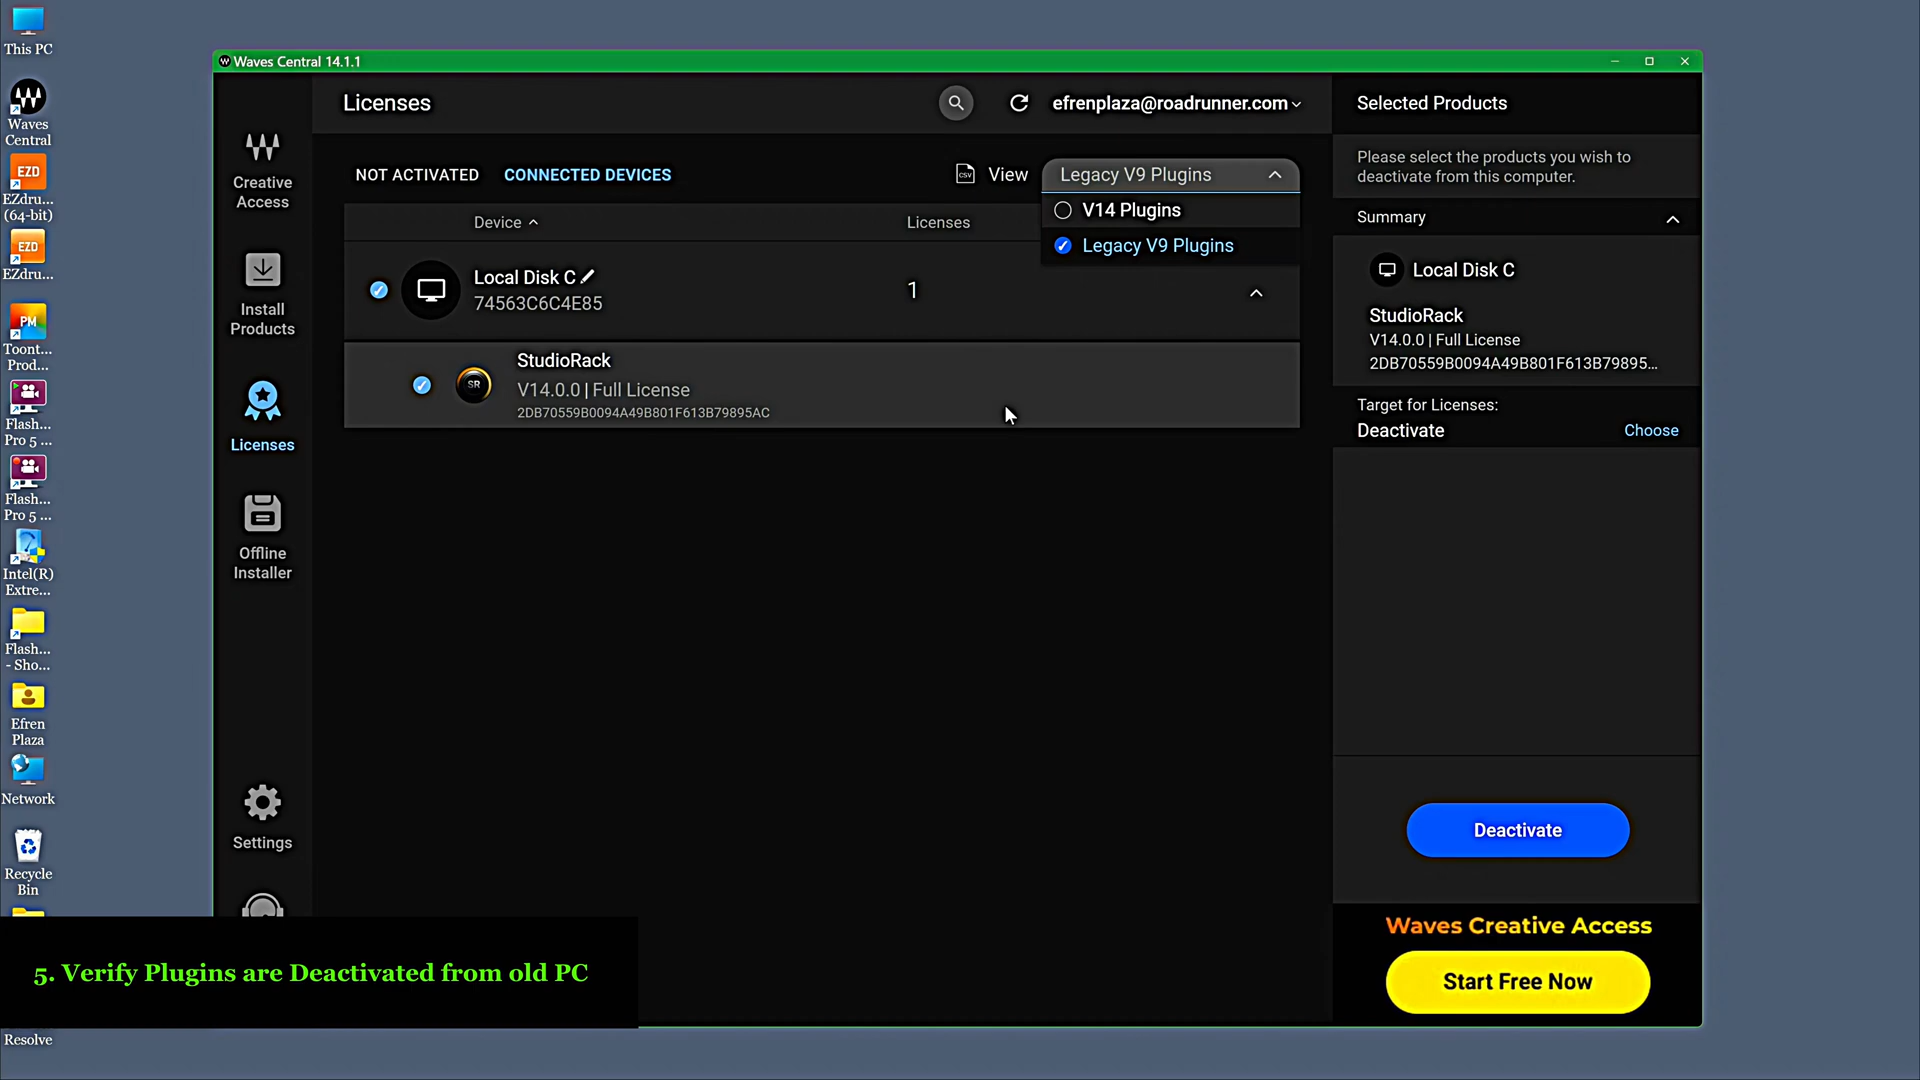 This PC
Waves
Central
EZD
EZdru...
(64-bit)
EZD
EZdru...
PM
Toont...
Prod...
Flash...
Pro 5 ...
Flash...
Pro 5 ...
Intel(R)
Extre...
Flash...
- Sho...
Efren
Plaza
Network
Recycle
Bin
Resolve
Waves Central 14.1.1
Creative
Access
Install
Products
Licenses
Offline
Installer
Settings
Licenses
efrenplaza@roadrunner.com
NOT ACTIVATED CONNECTED DEVICES
CSV View Legacy V9 Plugins
V14 Plugins
Legacy V9 Plugins
Device Licenses
Local Disk C 1
74563C6C4E85
SR
StudioRack
V14.0.0 | Full License
2DB70559B0094A49B801F613B79895AC
Selected Products
Please select the products you wish to
deactivate from this computer.
Summary
Local Disk C
StudioRack
V14.0.0 | Full License
2DB70559B0094A49B801F613B79895...
Target for Licenses:
Deactivate Choose
Deactivate
Waves Creative Access
Start Free Now
5. Verify Plugins are Deactivated from old PC